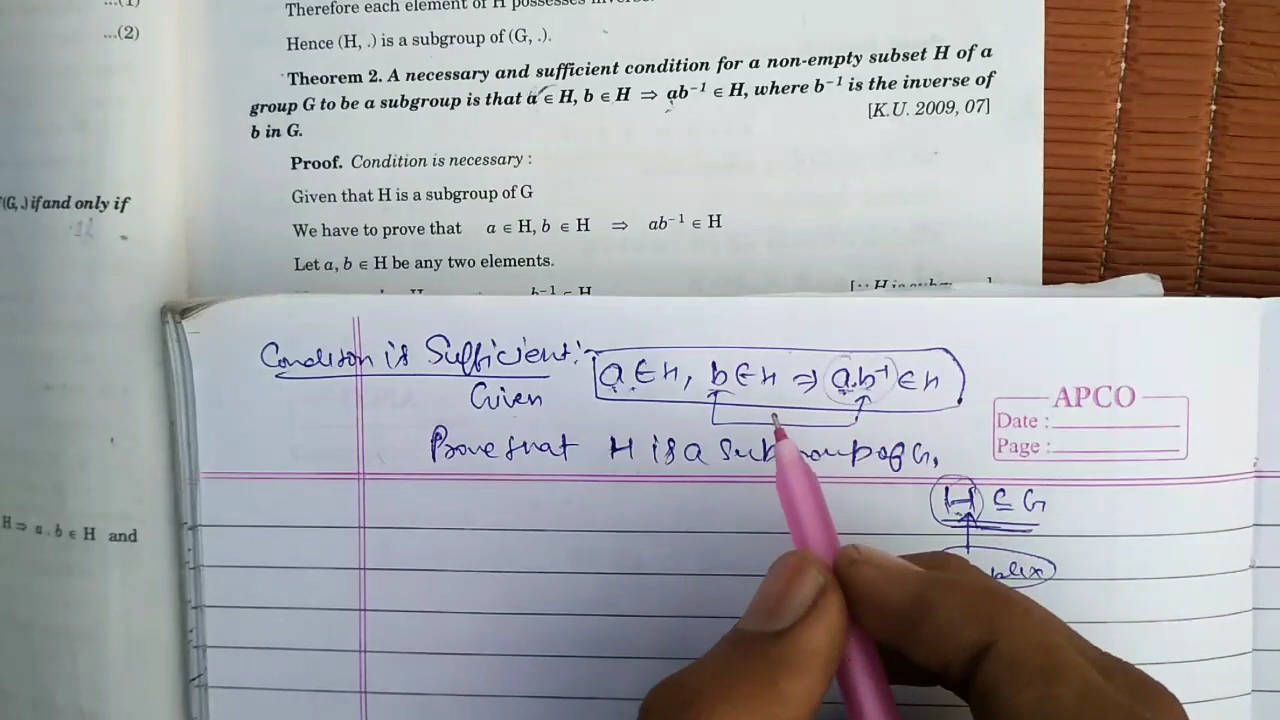 ...(1)
...(2)
(G, .) if and only if
H ⇒ a . b ∈ H and
Therefore each element of H possesses
Hence (H, .) is a subgroup of (G, .).
Theorem 2. A necessary and sufficient condition for a non-empty subset H of a
group G to be a subgroup is that a ∈ H, b ∈ H ⇒ ab⁻¹ ∈ H, where b⁻¹ is the inverse of
b in G.
[K.U. 2009, 07]
Proof. Condition is necessary :
Given that H is a subgroup of G
We have to prove that a ∈ H, b ∈ H ⇒ ab⁻¹ ∈ H
Let a, b ∈ H be any two elements.
Condition is Sufficient:-
Given
a ∈ H, b ∈ H ⇒ a.b⁻¹ ∈ H
Prove that H is a Subgroup of G,
APCO
Date :
Page :
H ⊆ G